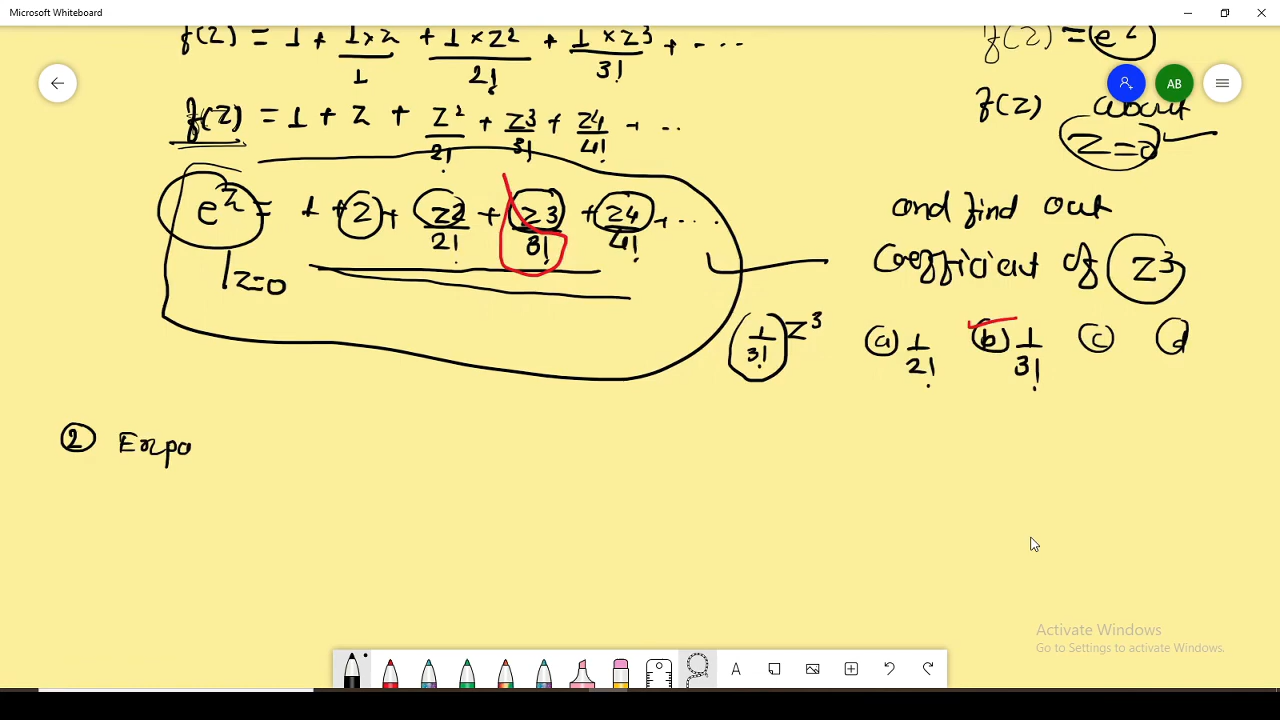 Microsoft Whiteboard
f(z) = 1 + 1×z/1 + 1×z²/2! + 1×z3/3! + ...
f(z) = 1 + z + z²/2! + z3/3! + z4/4! + ...
e^z = 1 + z + z2/2! + z3/3! + z4/4! + ...
|z=0
f(z) = e^z
AB
f(z) about
z=0
and find out
coefficient of z³
(1/3!) z³ (a) 1/2! (b) 1/3! (c) (d)
(2) Expa
Activate Windows
Go to Settings to activate Windows.
A